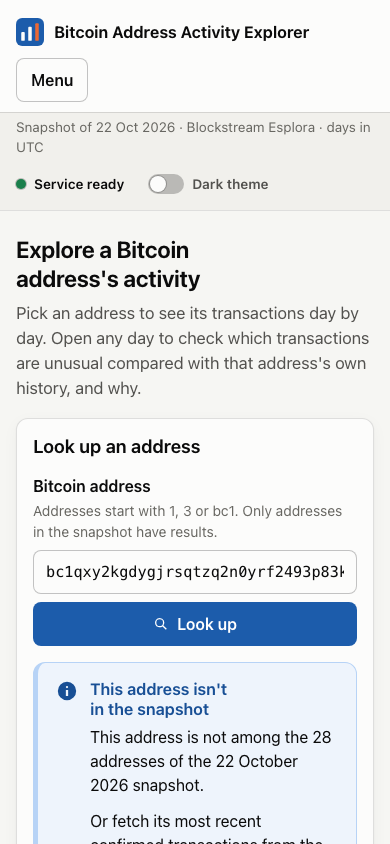 Bitcoin Address Activity Explorer
Menu
Snapshot of 22 Oct 2026 · Blockstream Esplora · days in
UTC
Service ready
Dark theme
Explore a Bitcoin
address's activity
Pick an address to see its transactions day by
day. Open any day to check which transactions
are unusual compared with that address's own
history, and why.
Look up an address
Bitcoin address
Addresses start with 1, 3 or bc1. Only addresses
in the snapshot have results.
bc1qxy2kgdygjrsqtzq2n0yrf2493p83k
Look up
This address isn't
in the snapshot
This address is not among the 28
addresses of the 22 October
2026 snapshot.
Or fetch its most recent
confirmed transactions from the